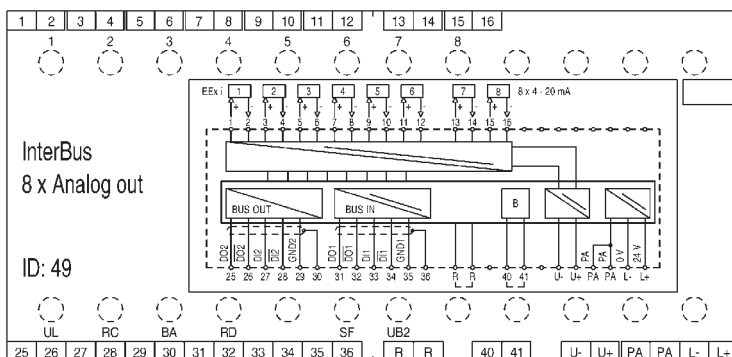 1 2 3 4 5 6 7 8 9 10 11 12 13 14 15 16
1 2 3 4 5 6 7 8
EEx i 1 2 3 4 5 6 7 8 8 x 4 - 20 mA
+ - + - + - + - + - + - + - + -
1 2 3 4 5 6 7 8 9 10 11 12 13 14 15 16
InterBus
8 x Analog out
BUS OUT BUS IN B
DO2 DO2 DI2 DI2 GND2 DO1 DO1 DI1 DI1 GND1 PA PA 0 V 24 V
ID: 49
25 26 27 28 29 30 31 32 33 34 35 36 R R 40 41 U- U+ PA PA L- L+
UL RC BA RD SF UB2
25 26 27 28 29 30 31 32 33 34 35 36 R R 40 41 U- U+ PA PA L- L+